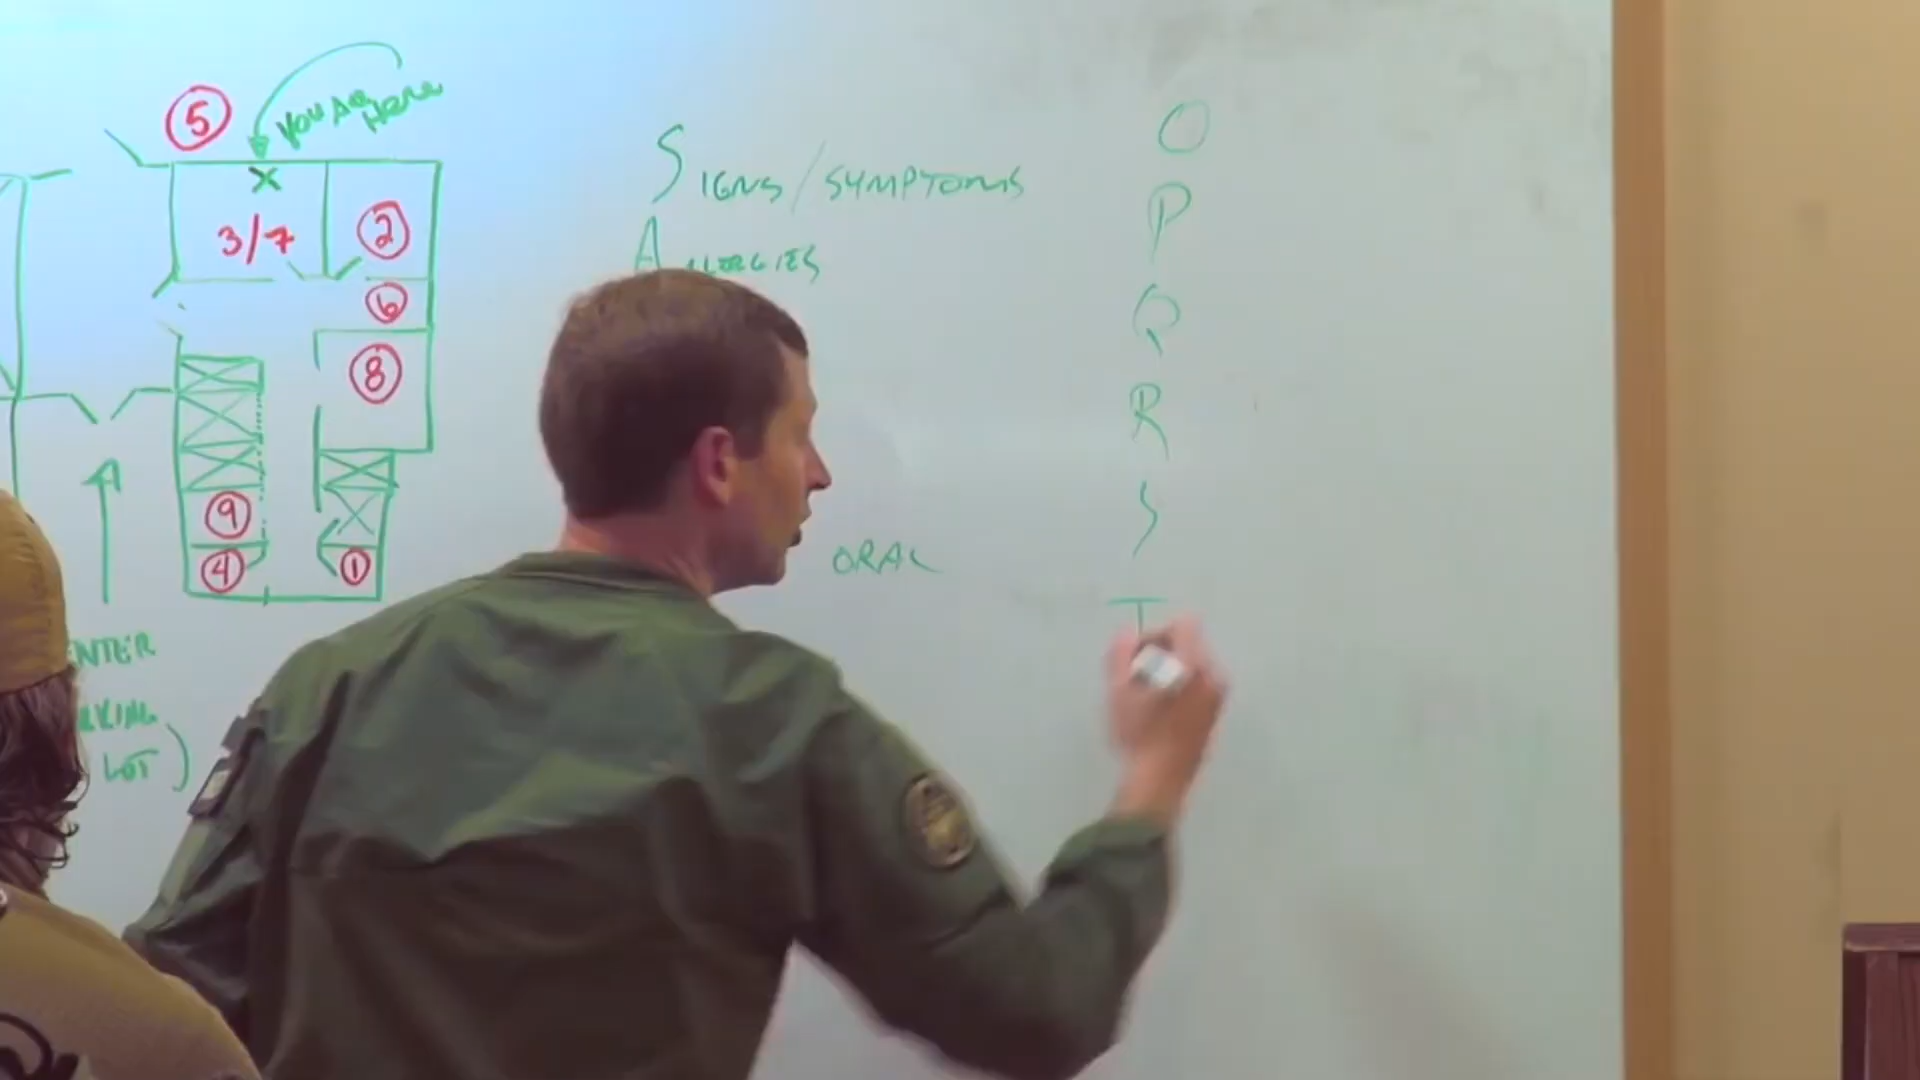 5
YOU ARE HERE
X
3/7
2
6
8
9
4
1
ENTER
LOT)
SIGNS/SYMPTOMS
ALLERGIES
ORAL
O
P
Q
R
S
T